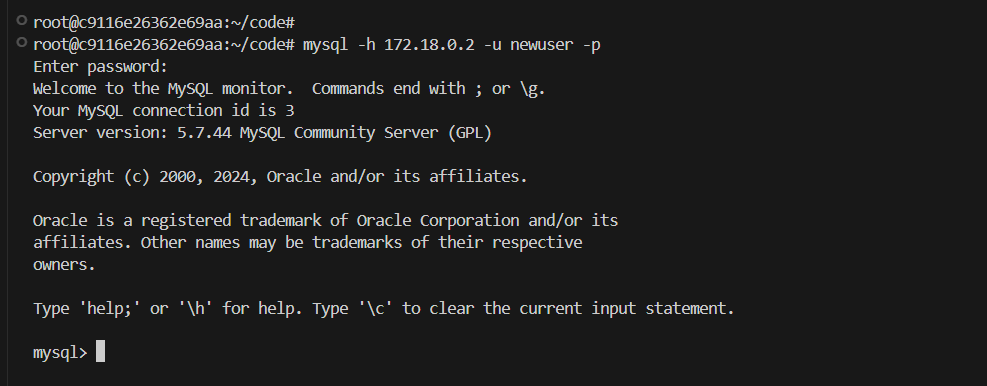 root@c9116e26362e69aa:~/code#
root@c9116e26362e69aa:~/code# mysql -h 172.18.0.2 -u newuser -p
Enter password:
Welcome to the MySQL monitor.  Commands end with ; or \g.
Your MySQL connection id is 3
Server version: 5.7.44 MySQL Community Server (GPL)
Copyright (c) 2000, 2024, Oracle and/or its affiliates.
Oracle is a registered trademark of Oracle Corporation and/or its
affiliates. Other names may be trademarks of their respective
owners.
Type 'help;' or '\h' for help. Type '\c' to clear the current input statement.
mysql>